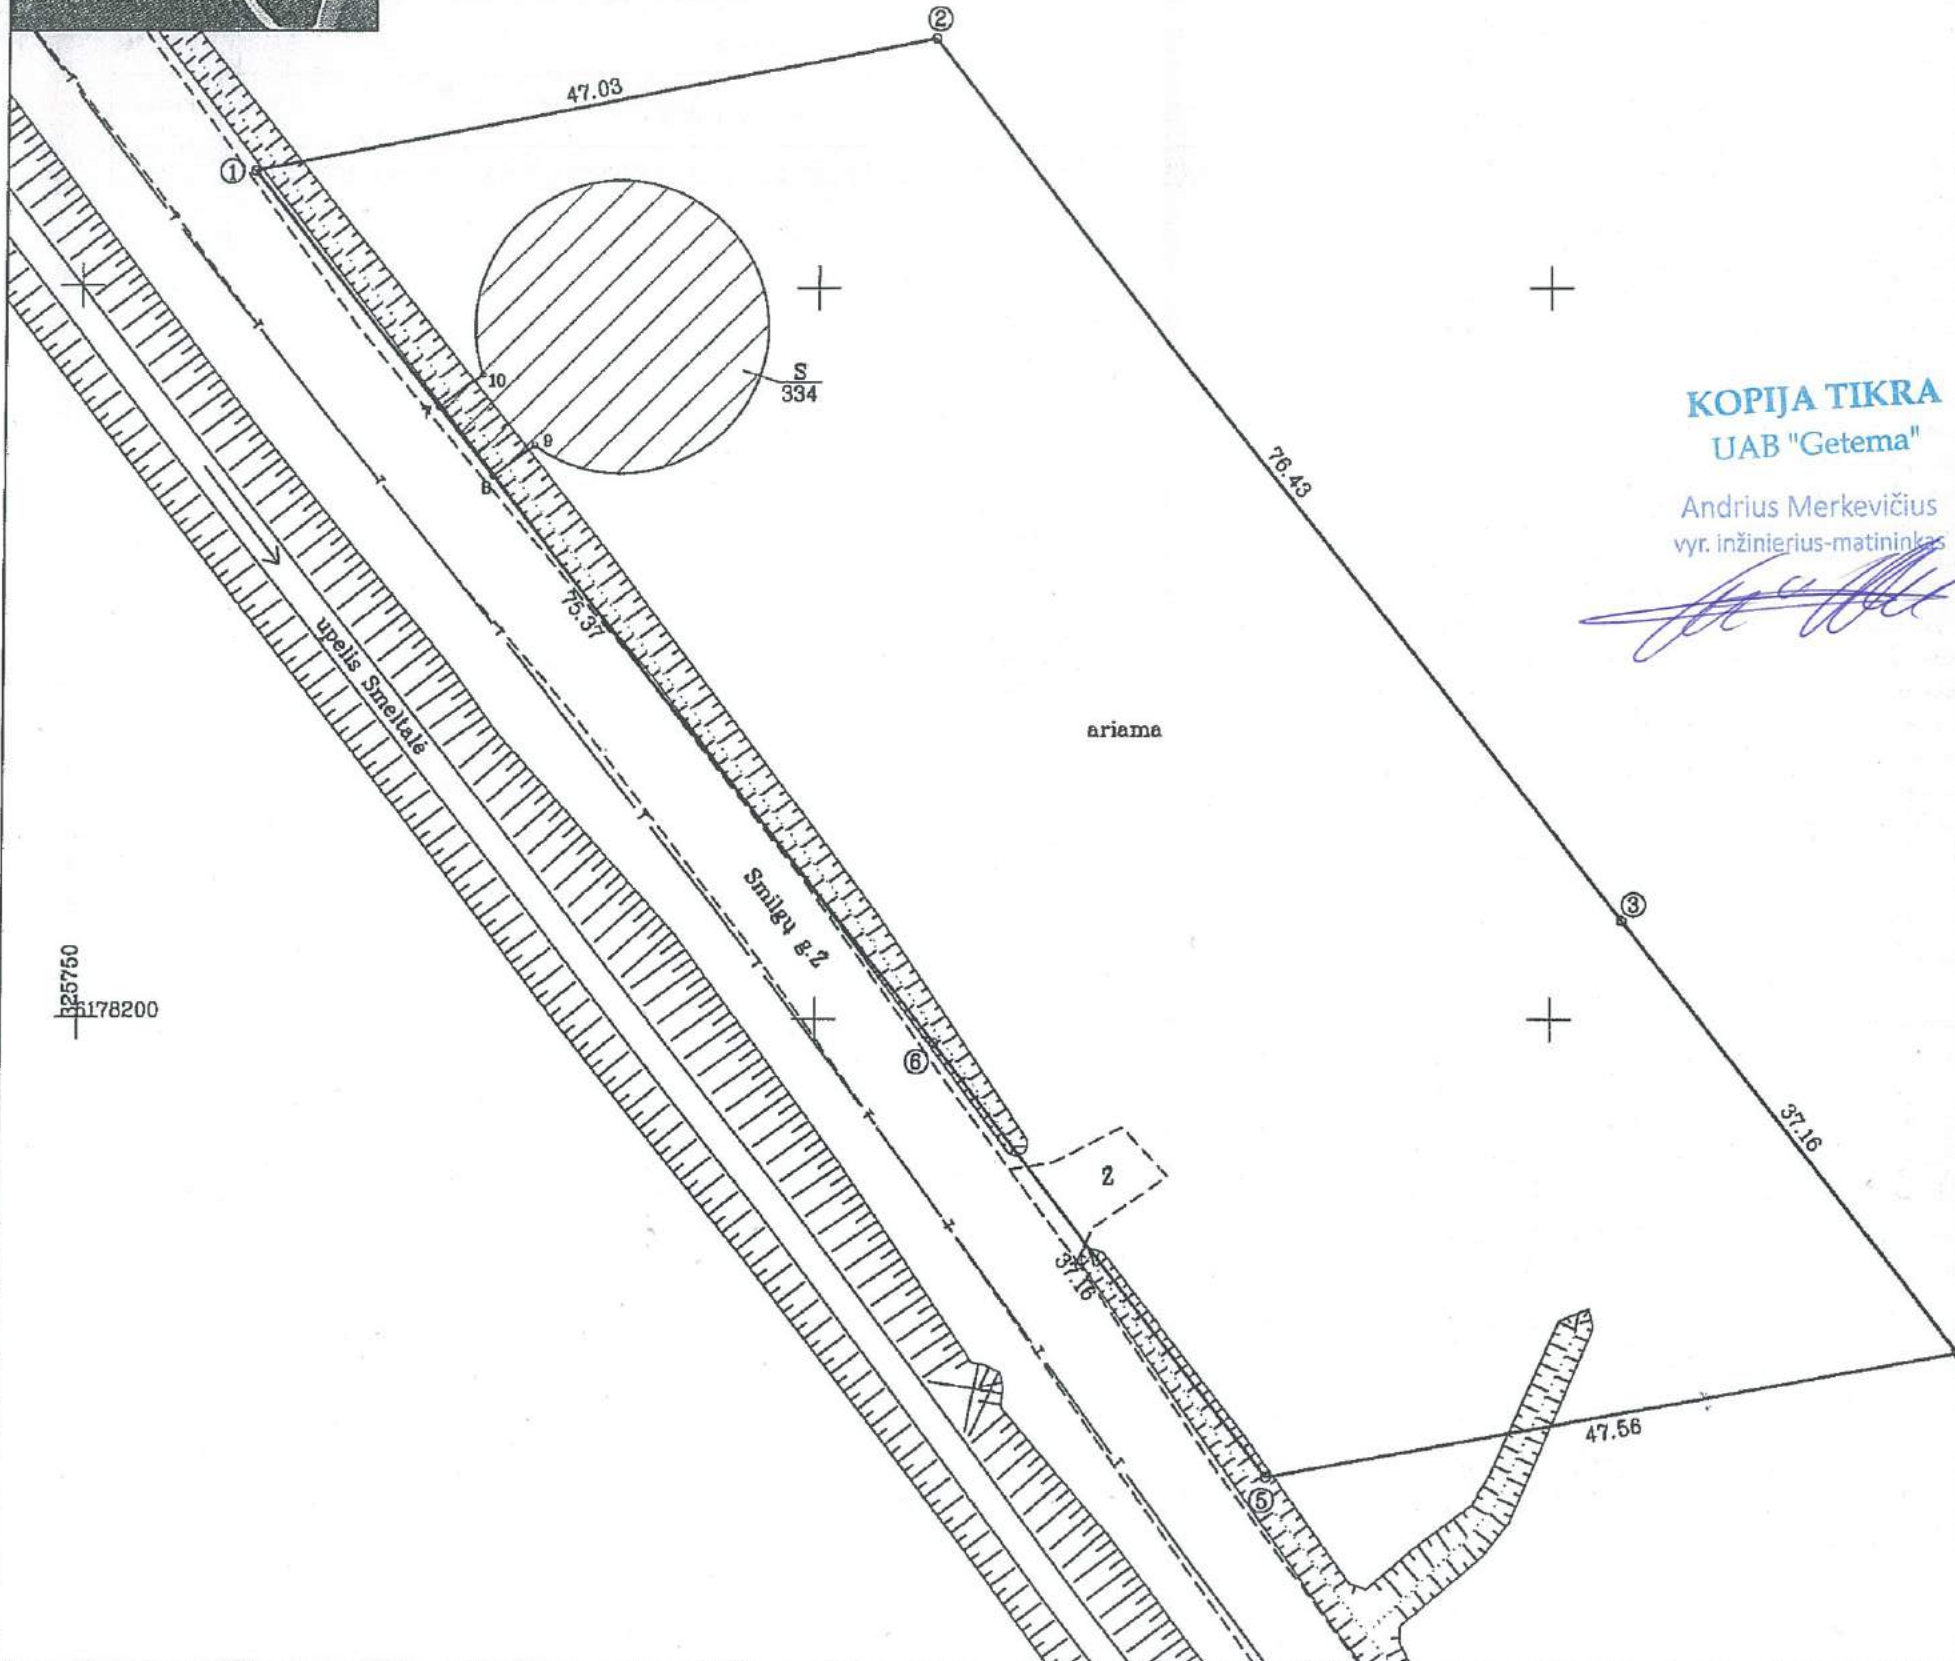 ②
47.03
①
10
S
334
9
8
76.43
KOPIJA TIKRA
UAB "Getema"
Andrius Merkevičius
vyr. inžinierius-matininkas
75.37
upelis Smeltalė
ariama
Smilgų g.2
③
325750
6178200
⑥
37.16
2
37.16
47.56
⑤